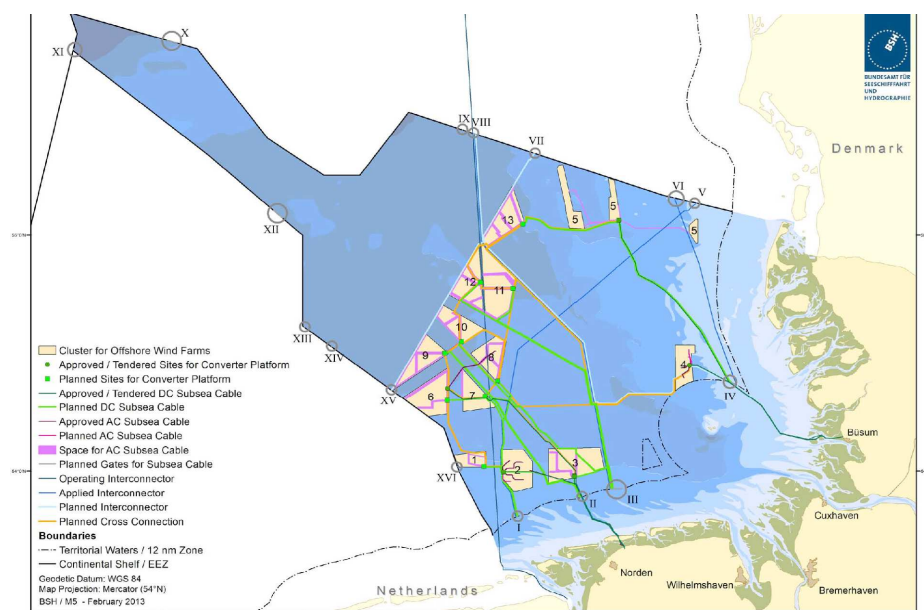 BSH
BUNDESAMT FÜR
SEESCHIFFFAHRT
UND
HYDROGRAPHIE
XI
X
IX
VIII
VII
VI
V
Denmark
XII
55°N
13
5
5
5
12
11
10
XIII
XIV
9
8
XV
6
7
4
IV
Büsum
XVI
1
2
3
54°N
I
II
III
Cuxhaven
Norden
Wilhelmshaven
Bremerhaven
Netherlands
Cluster for Offshore Wind Farms
Approved / Tendered Sites for Converter Platform
Planned Sites for Converter Platform
Approved / Tendered DC Subsea Cable
Planned DC Subsea Cable
Approved AC Subsea Cable
Planned AC Subsea Cable
Space for AC Subsea Cable
Planned Gates for Subsea Cable
Operating Interconnector
Applied Interconnector
Planned Interconnector
Planned Cross Connection
Boundaries
Territorial Waters / 12 nm Zone
Continental Shelf / EEZ
Geodetic Datum: WGS 84
Map Projection: Mercator (54°N)
BSH / M5 - February 2013